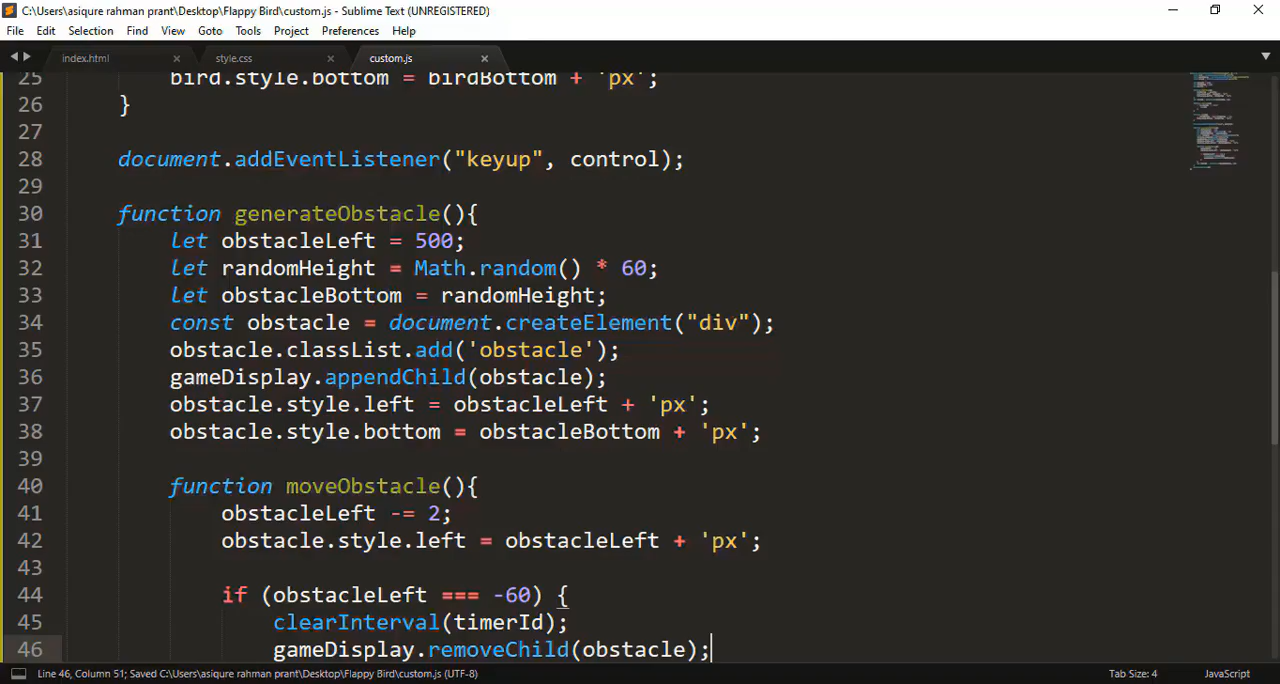 C:\Users\asiqure rahman prant\Desktop\Flappy Bird\custom.js - Sublime Text (UNREGISTERED)
File Edit Selection Find View Goto Tools Project Preferences Help
index.html style.css custom.js
25 bird.style.bottom = birdBottom + 'px';
26 }
27
28 document.addEventListener("keyup", control);
29
30 function generateObstacle(){
31 let obstacleLeft = 500;
32 let randomHeight = Math.random() * 60;
33 let obstacleBottom = randomHeight;
34 const obstacle = document.createElement("div");
35 obstacle.classList.add('obstacle');
36 gameDisplay.appendChild(obstacle);
37 obstacle.style.left = obstacleLeft + 'px';
38 obstacle.style.bottom = obstacleBottom + 'px';
39
40 function moveObstacle(){
41 obstacleLeft -= 2;
42 obstacle.style.left = obstacleLeft + 'px';
43
44 if (obstacleLeft === -60) {
45 clearInterval(timerId);
46 gameDisplay.removeChild(obstacle);
Line 46, Column 51; Saved C:\Users\asiqure rahman prant\Desktop\Flappy Bird\custom.js (UTF-8) Tab Size: 4 JavaScript